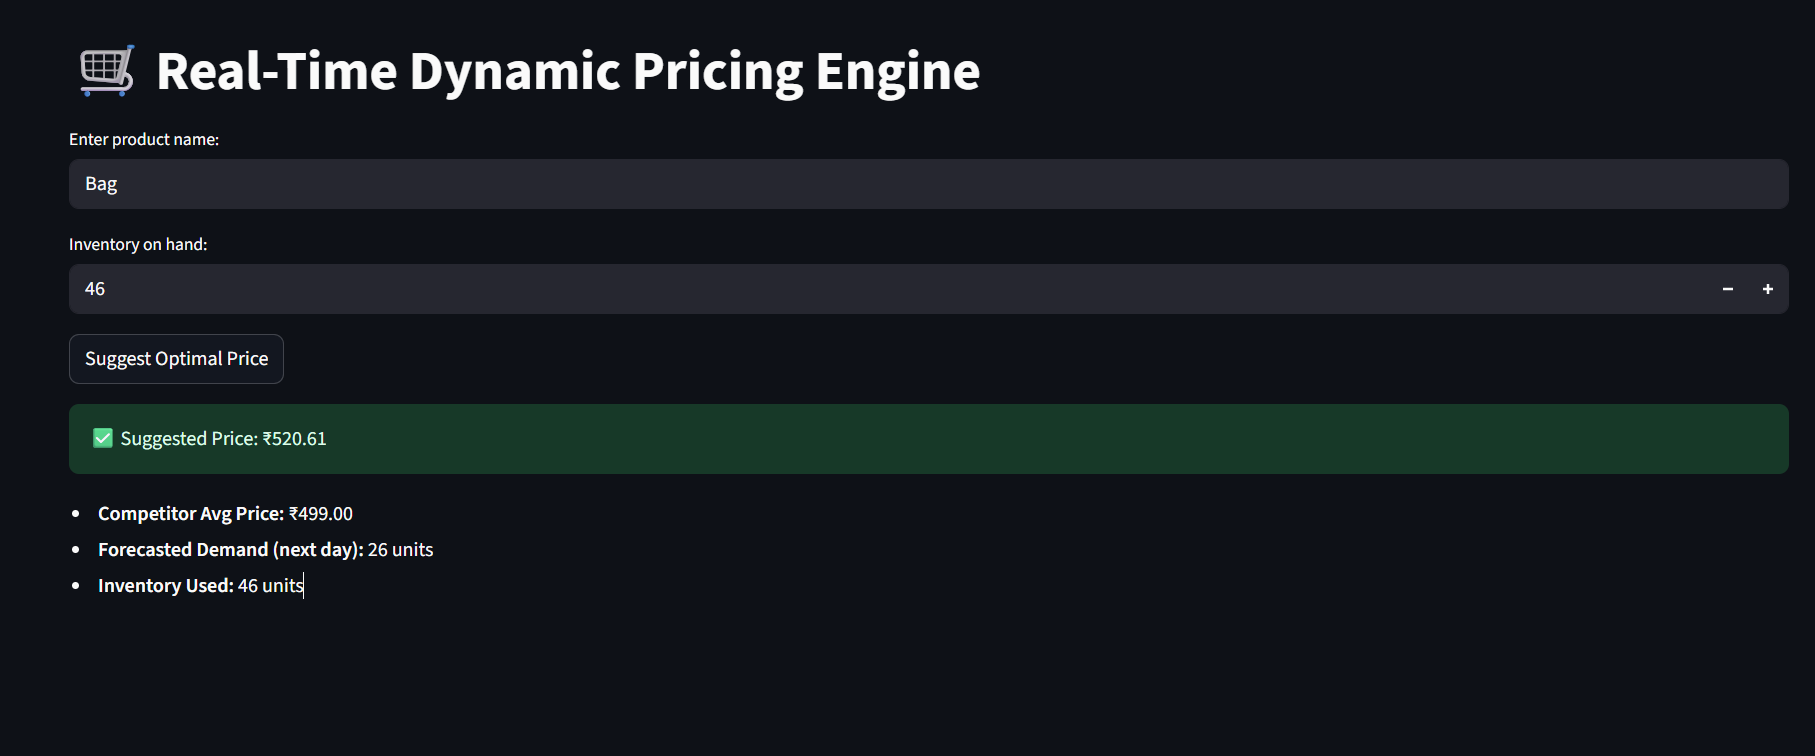 Real-Time Dynamic Pricing Engine
Enter product name:
Bag
Inventory on hand:
46
Suggest Optimal Price
Suggested Price: ₹520.61
Competitor Avg Price: ₹499.00
Forecasted Demand (next day): 26 units
Inventory Used: 46 units